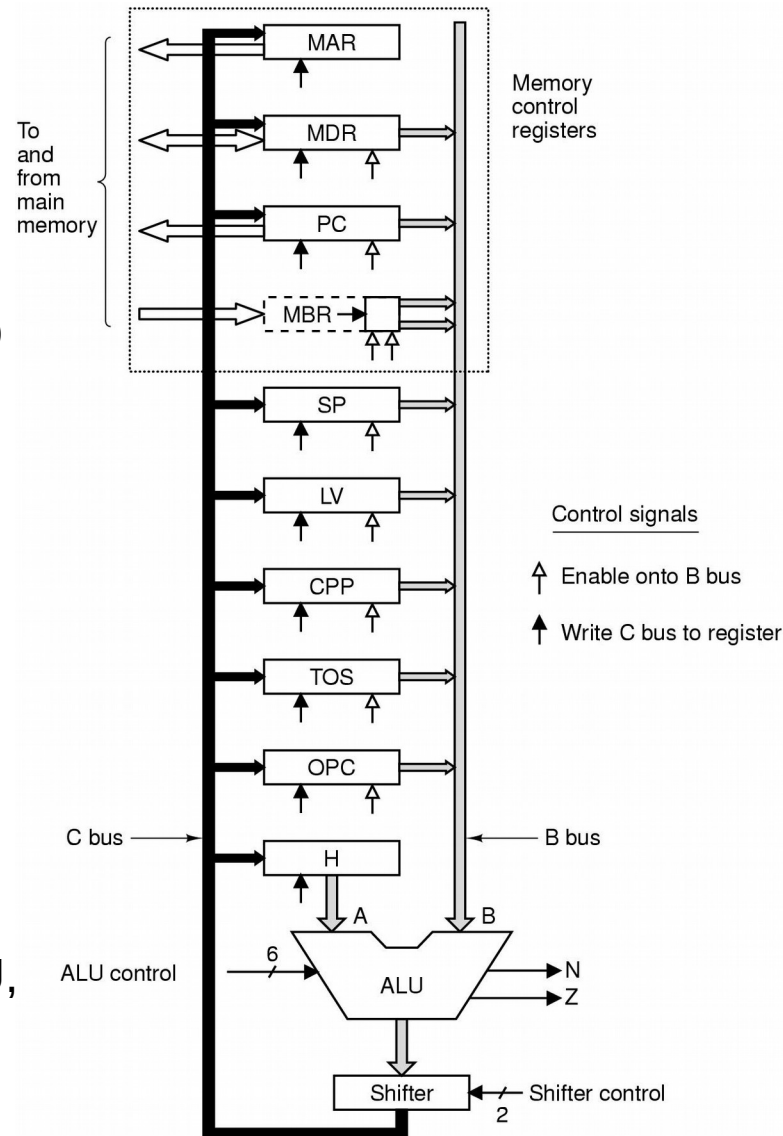 MAR
Memory
control
registers
To
and
from
main
memory
MDR
PC
MBR
)
SP
LV
Control signals
Enable onto B bus
CPP
Write C bus to register
TOS
OPC
C bus
B bus
H
A
B
6
ALU control
ALU
N
Z
,
Shifter
Shifter control
2